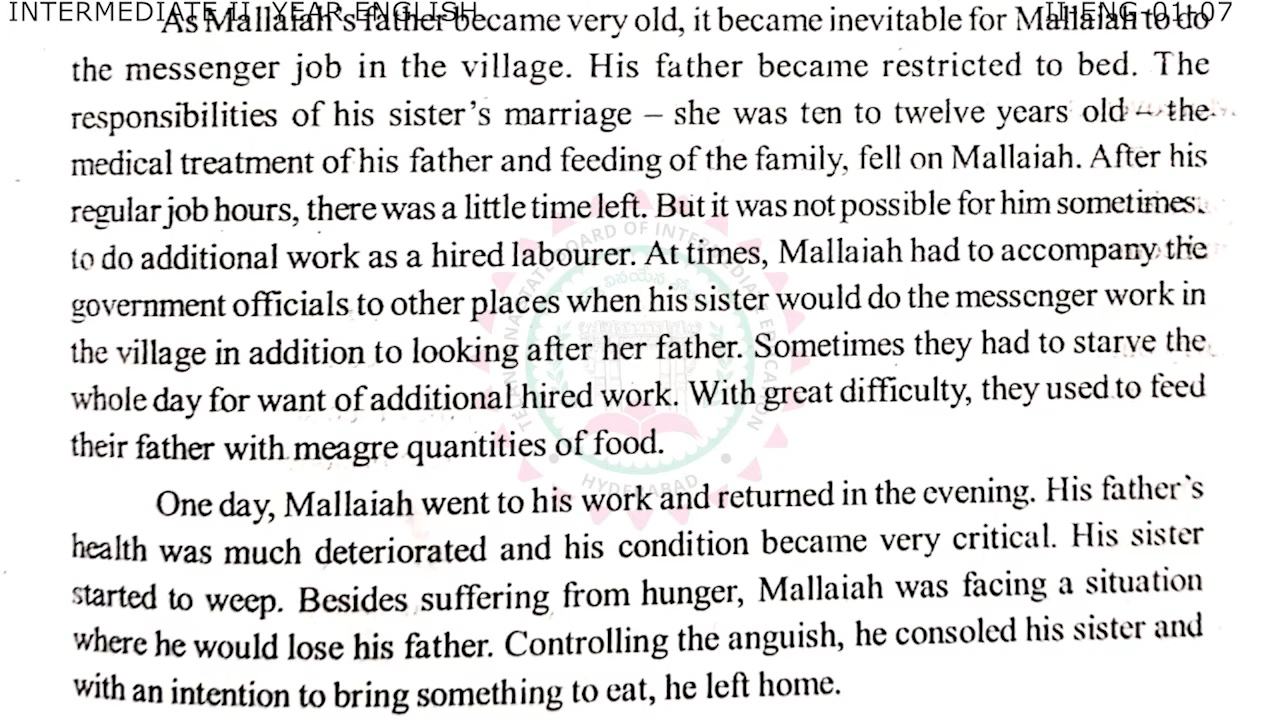 INTERMEDIATE II YEAR ENGLISH
II-ENG-01-07
As Mallaiah's father became very old, it became inevitable for Mallaiah to do
the messenger job in the village. His father became restricted to bed. The
responsibilities of his sister's marriage – she was ten to twelve years old – the
medical treatment of his father and feeding of the family, fell on Mallaiah. After his
regular job hours, there was a little time left. But it was not possible for him sometimes
to do additional work as a hired labourer. At times, Mallaiah had to accompany the
government officials to other places when his sister would do the messenger work in
the village in addition to looking after her father. Sometimes they had to starve the
whole day for want of additional hired work. With great difficulty, they used to feed
their father with meagre quantities of food.
One day, Mallaiah went to his work and returned in the evening. His father's
health was much deteriorated and his condition became very critical. His sister
started to weep. Besides suffering from hunger, Mallaiah was facing a situation
where he would lose his father. Controlling the anguish, he consoled his sister and
with an intention to bring something to eat, he left home.
HYDERABAD